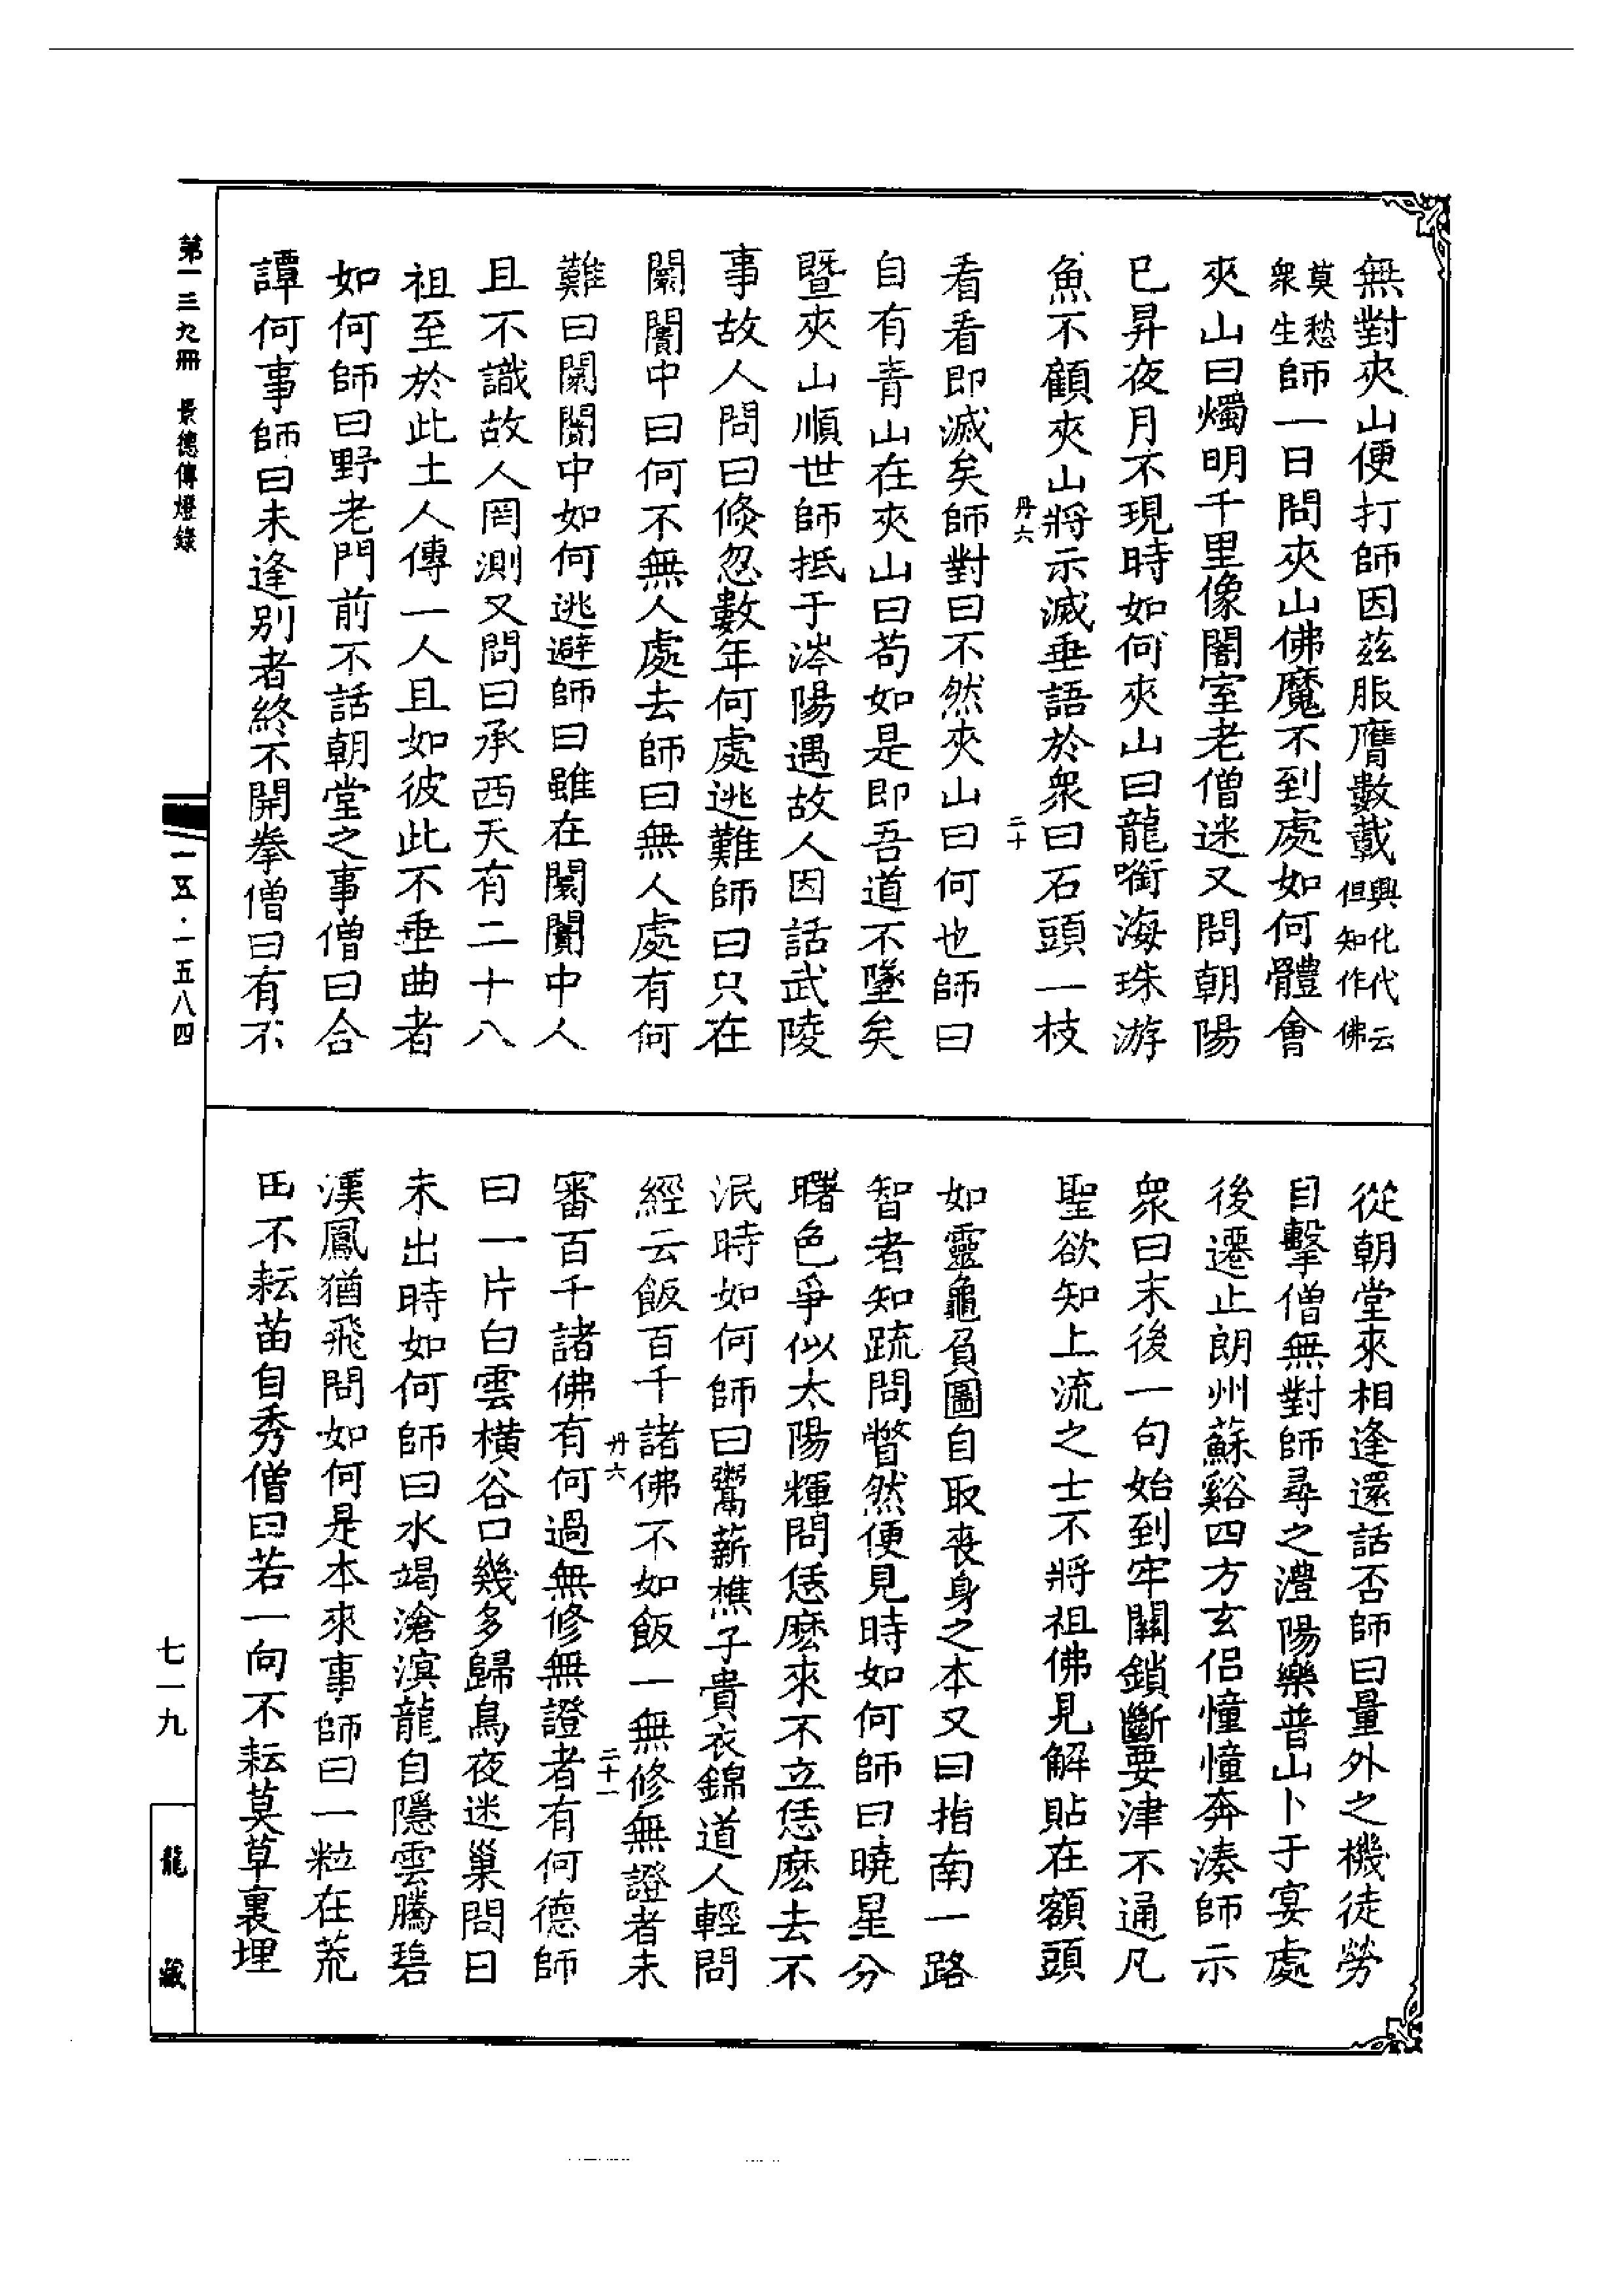 無對夾山便打師因茲服膺數載興化代云但知作佛
莫愁衆生師一日問夾山佛魔不到處如何體會
夾山曰燭明千里像闇室老僧迷又問朝陽
已昇夜月不現時如何夾山曰龍銜海珠游
魚不顧夾山將示滅垂語於衆曰石頭一枝
丹六 二十
看看即滅矣師對曰不然夾山曰何也師曰
自有青山在夾山曰苟如是即吾道不墜矣
暨夾山順世師抵于涔陽遇故人因話武陵
事故人問曰倐忽數年何處逃難師曰只在
闤闠中曰何不無人處去師曰無人處有何
難曰闤闠中如何逃避師曰雖在闤闠中人
且不識故人罔測又問曰承西天有二十八
祖至於此土人傳一人且如彼此不垂曲者
如何師曰野老門前不話朝堂之事僧曰合
譚何事師曰未逢別者終不開拳僧曰有不
從朝堂來相逢還話否師曰量外之機徒勞
目擊僧無對師尋之澧陽樂普山卜于宴處
後遷止朗州蘇谿四方玄侶憧憧奔湊師示
衆曰末後一句始到牢關鎖斷要津不通凡
聖欲知上流之士不將祖佛見解貼在額頭
如靈龜負圖自取喪身之本又曰指南一路
智者知疏問瞥然便見時如何師曰曉星分
曙色爭似太陽輝問恁麽來不立恁麽去不
泯時如何師曰鬻薪樵子貴衣錦道人輕問
經云飯百千諸佛不如飯一無修無證者未
丹六 二十一
審百千諸佛有何過無修無證者有何德師
曰一片白雲橫谷口幾多歸鳥夜迷巢問日
未出時如何師曰水竭滄溟龍自隱雲騰碧
漢鳳猶飛問如何是本來事師曰一粒在荒
田不耘苗自秀僧曰若一向不耘莫草裏埋
第一三九冊 景德傳燈錄
一五五·一五八四
七一九
龍藏